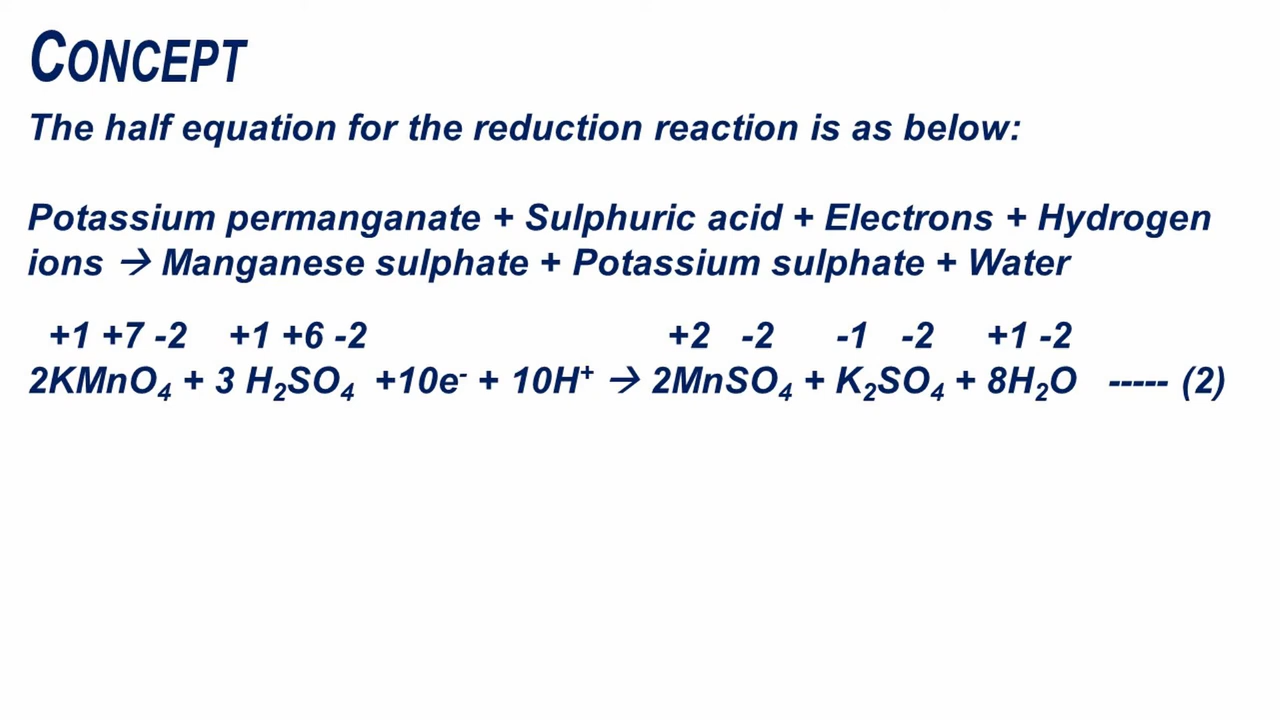 CONCEPT
The half equation for the reduction reaction is as below:
Potassium permanganate + Sulphuric acid + Electrons + Hydrogen
ions → Manganese sulphate + Potassium sulphate + Water
+1 +7 -2 +1 +6 -2 +2 -2 -1 -2 +1 -2
2KMnO₄ + 3 H₂SO₄ +10e⁻ + 10H⁺ → 2MnSO₄ + K₂SO₄ + 8H₂O ----- (2)